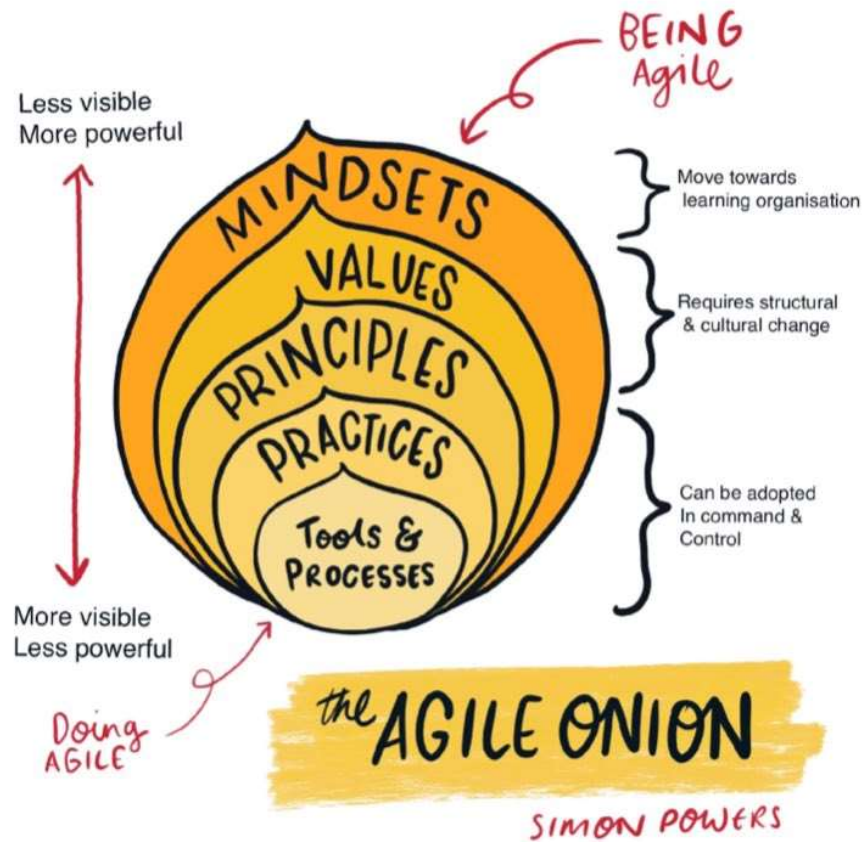 BEING
Agile
Less visible
More powerful
MINDSETS
Move towards
learning organisation
VALUES
Requires structural
& cultural change
PRINCIPLES
PRACTICES
Can be adopted
In command &
Control
Tools &
PROCESSES
More visible
Less powerful
Doing
AGILE
the AGILE ONION
SIMON POWERS